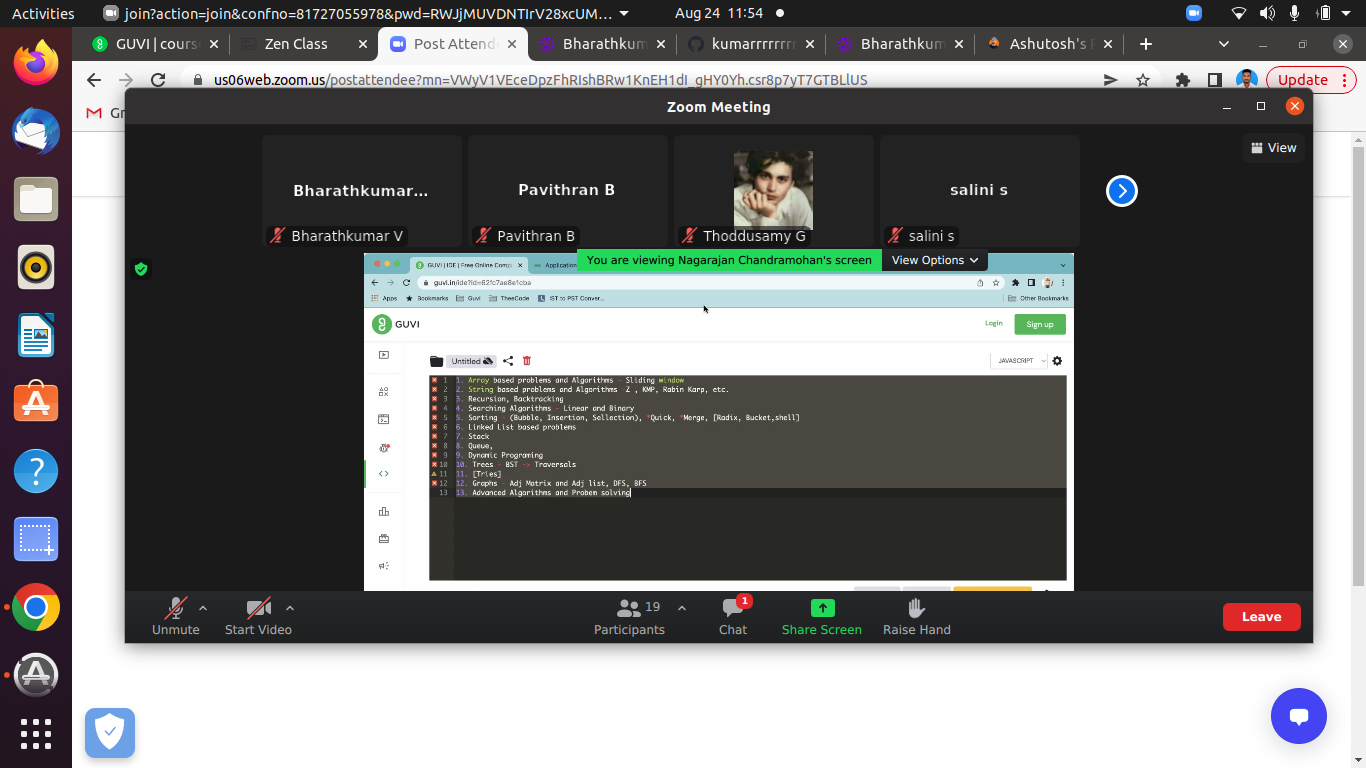 Activities
join?action=join&confno=81727055978&pwd=RWJjMUVDNTIrV28xcUM...
Aug 24 11:54
GUVI | cours
Zen Class
Post Attend
Bharathkum
kumarrrrrrr
Bharathkum
Ashutosh's
us06web.zoom.us/postattendee?mn=VWyV1VEceDpzFhRIshBRw1KnEH1dI_gHY0Yh.csr8p7yT7GTBLlUS
Update
Zoom Meeting
View
Bharathkumar...
Pavithran B
salini s
Bharathkumar V
Pavithran B
Thoddusamy G
salini s
You are viewing Nagarajan Chandramohan's screen
View Options
GUVI | IDE | Free Online Compi
Application
guvi.in/ide?id=62fc7ae8e1cba
Apps
Bookmarks
Guvi
TheeCode
IST to PST Conver...
Other Bookmarks
GUVI
Login
Sign up
Untitled
JAVASCRIPT
1 1. Array based problems and Algorithms - Sliding window
2 2. String based problems and Algorithms -Z , KMP, Rabin Karp, etc.
3 3. Recursion, Backtracking
4 4. Searching Algorithms - Linear and Binary
5 5. Sorting - (Bubble, Insertion, Sellection), *Quick, *Merge, [Radix, Bucket,shell]
6 6. Linked List based problems
7 7. Stack
8 8. Queue,
9 9. Dynamic Programing
10 10. Trees - BST -> Traversals
11 11. [Tries]
12 12. Graphs - Adj Matrix and Adj list, DFS, BFS
13 13. Advanced Algorithms and Probem solving
Unmute
Start Video
19
Participants
1
Chat
Share Screen
Raise Hand
Leave